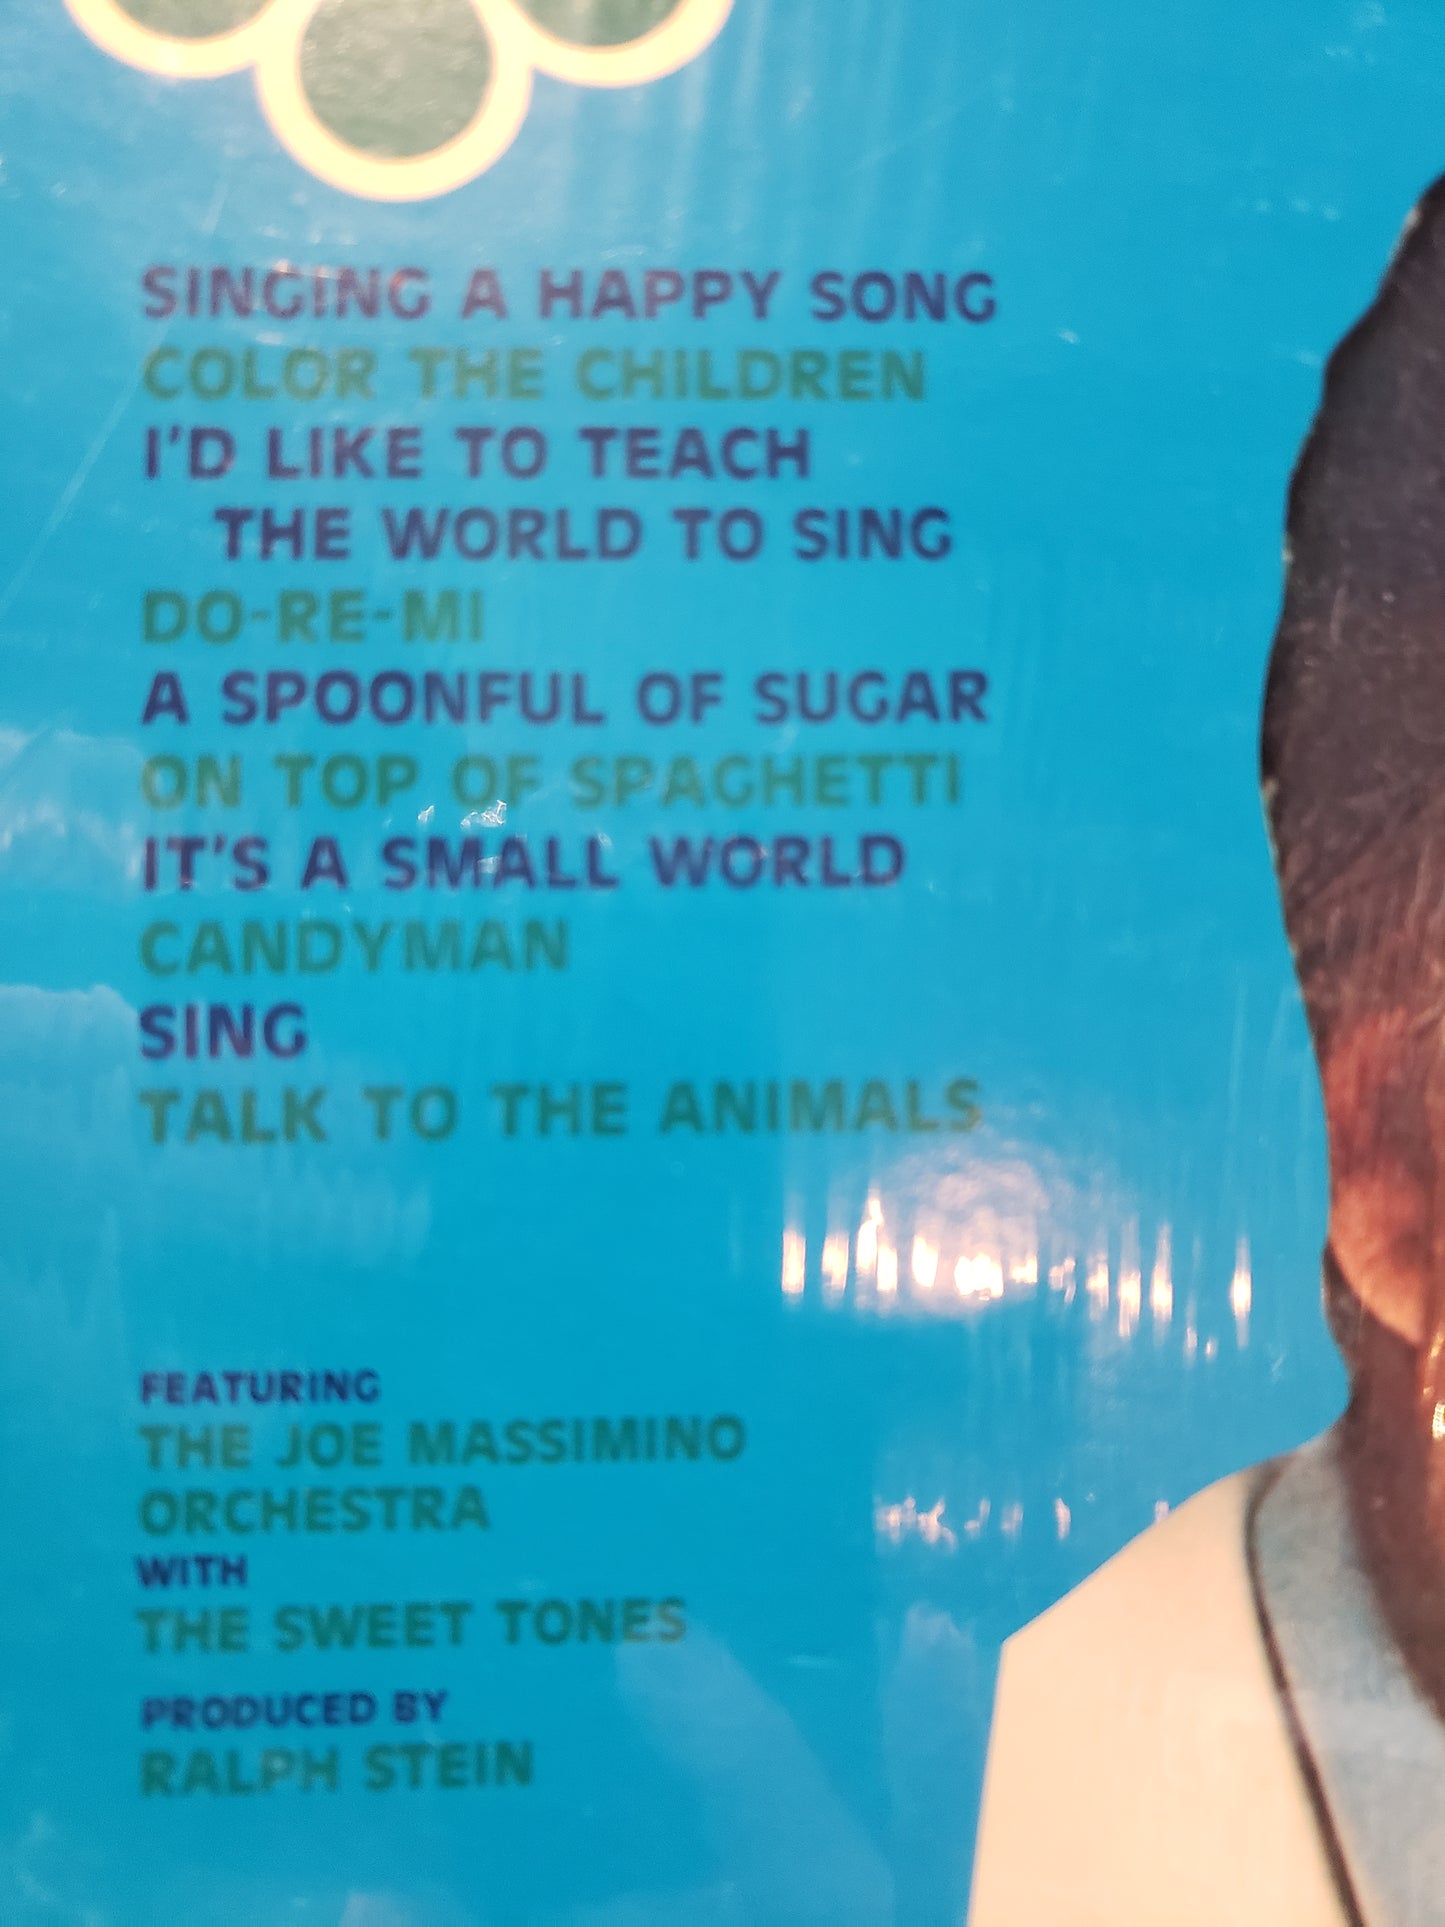 SINGING A HAPPY SONG
COLOR THE CHILDREN
I'D LIKE TO TEACH
THE WORLD TO SING
DO-RE-MI
A SPOONFUL OF SUGAR
ON TOP OF SPAGHETTI
IT'S A SMALL WORLD
CANDYMAN
SING
TALK TO THE ANIMALS
FEATURING
THE JOE MASSIMINO
ORCHESTRA
WITH
THE SWEET TONES
PRODUCED BY
RALPH STEIN